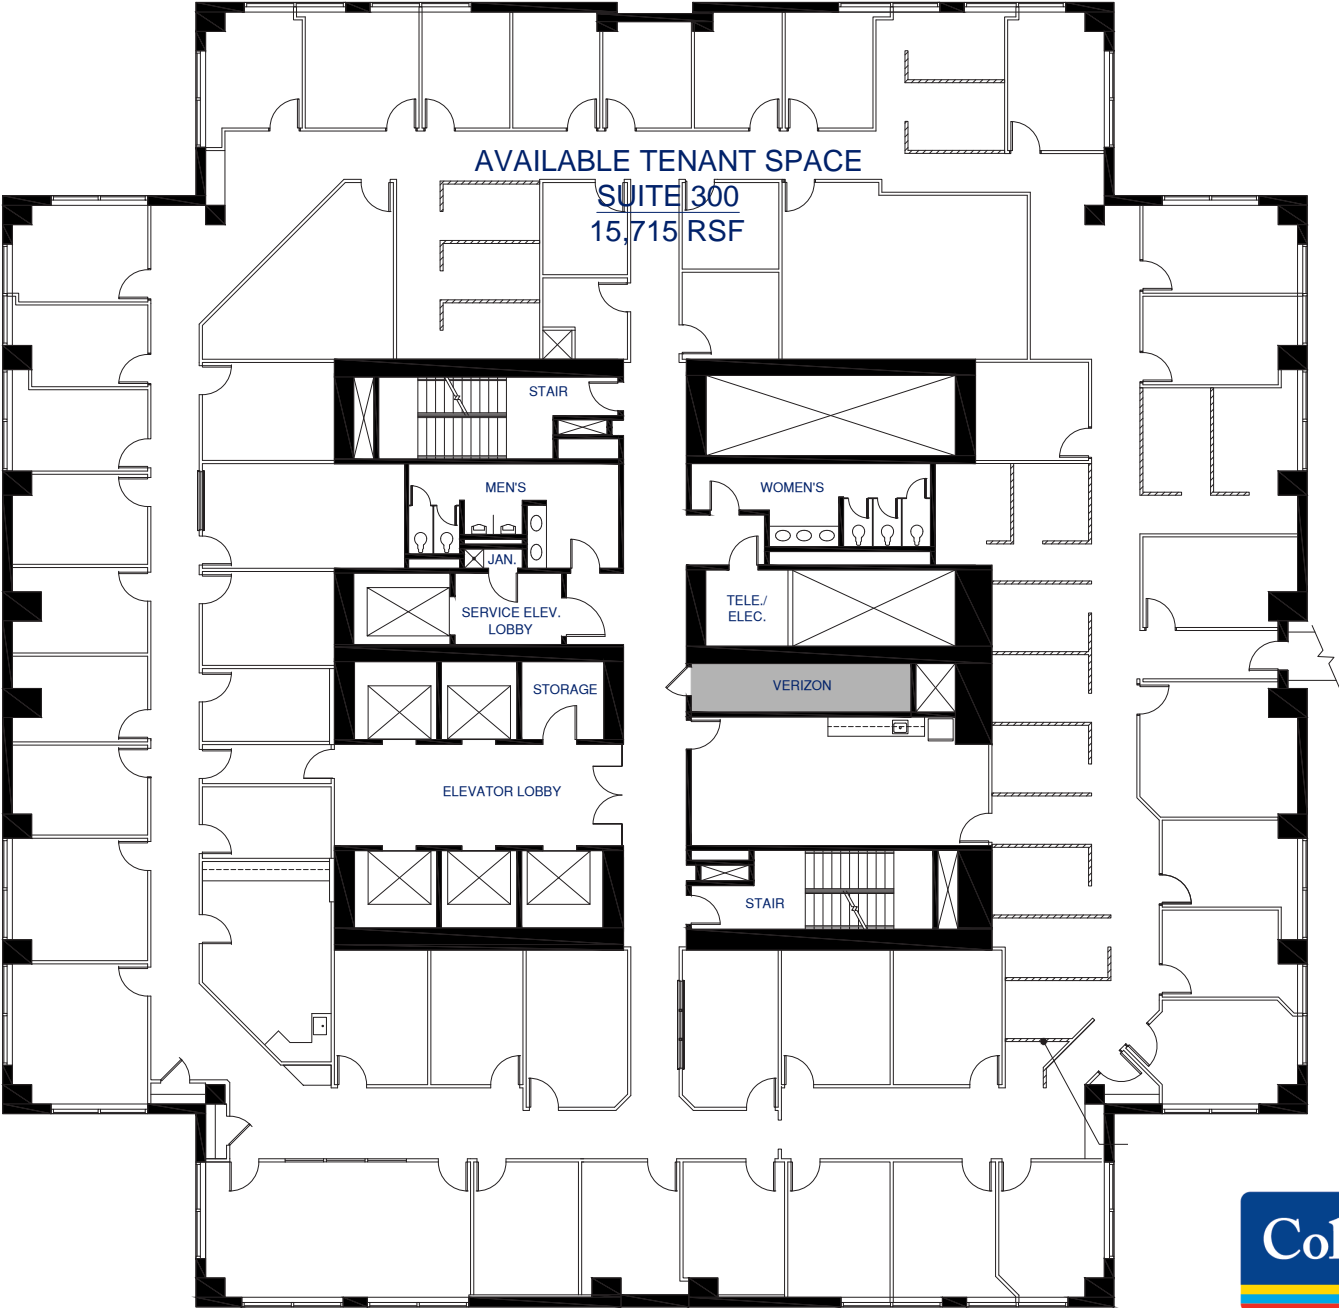 AVAILABLE TENANT SPACE
SUITE 300
15,715 RSF
STAIR
MEN'S
WOMEN'S
JAN.
SERVICE ELEV.
LOBBY
TELE./
ELEC.
STORAGE
VERIZON
ELEVATOR LOBBY
STAIR